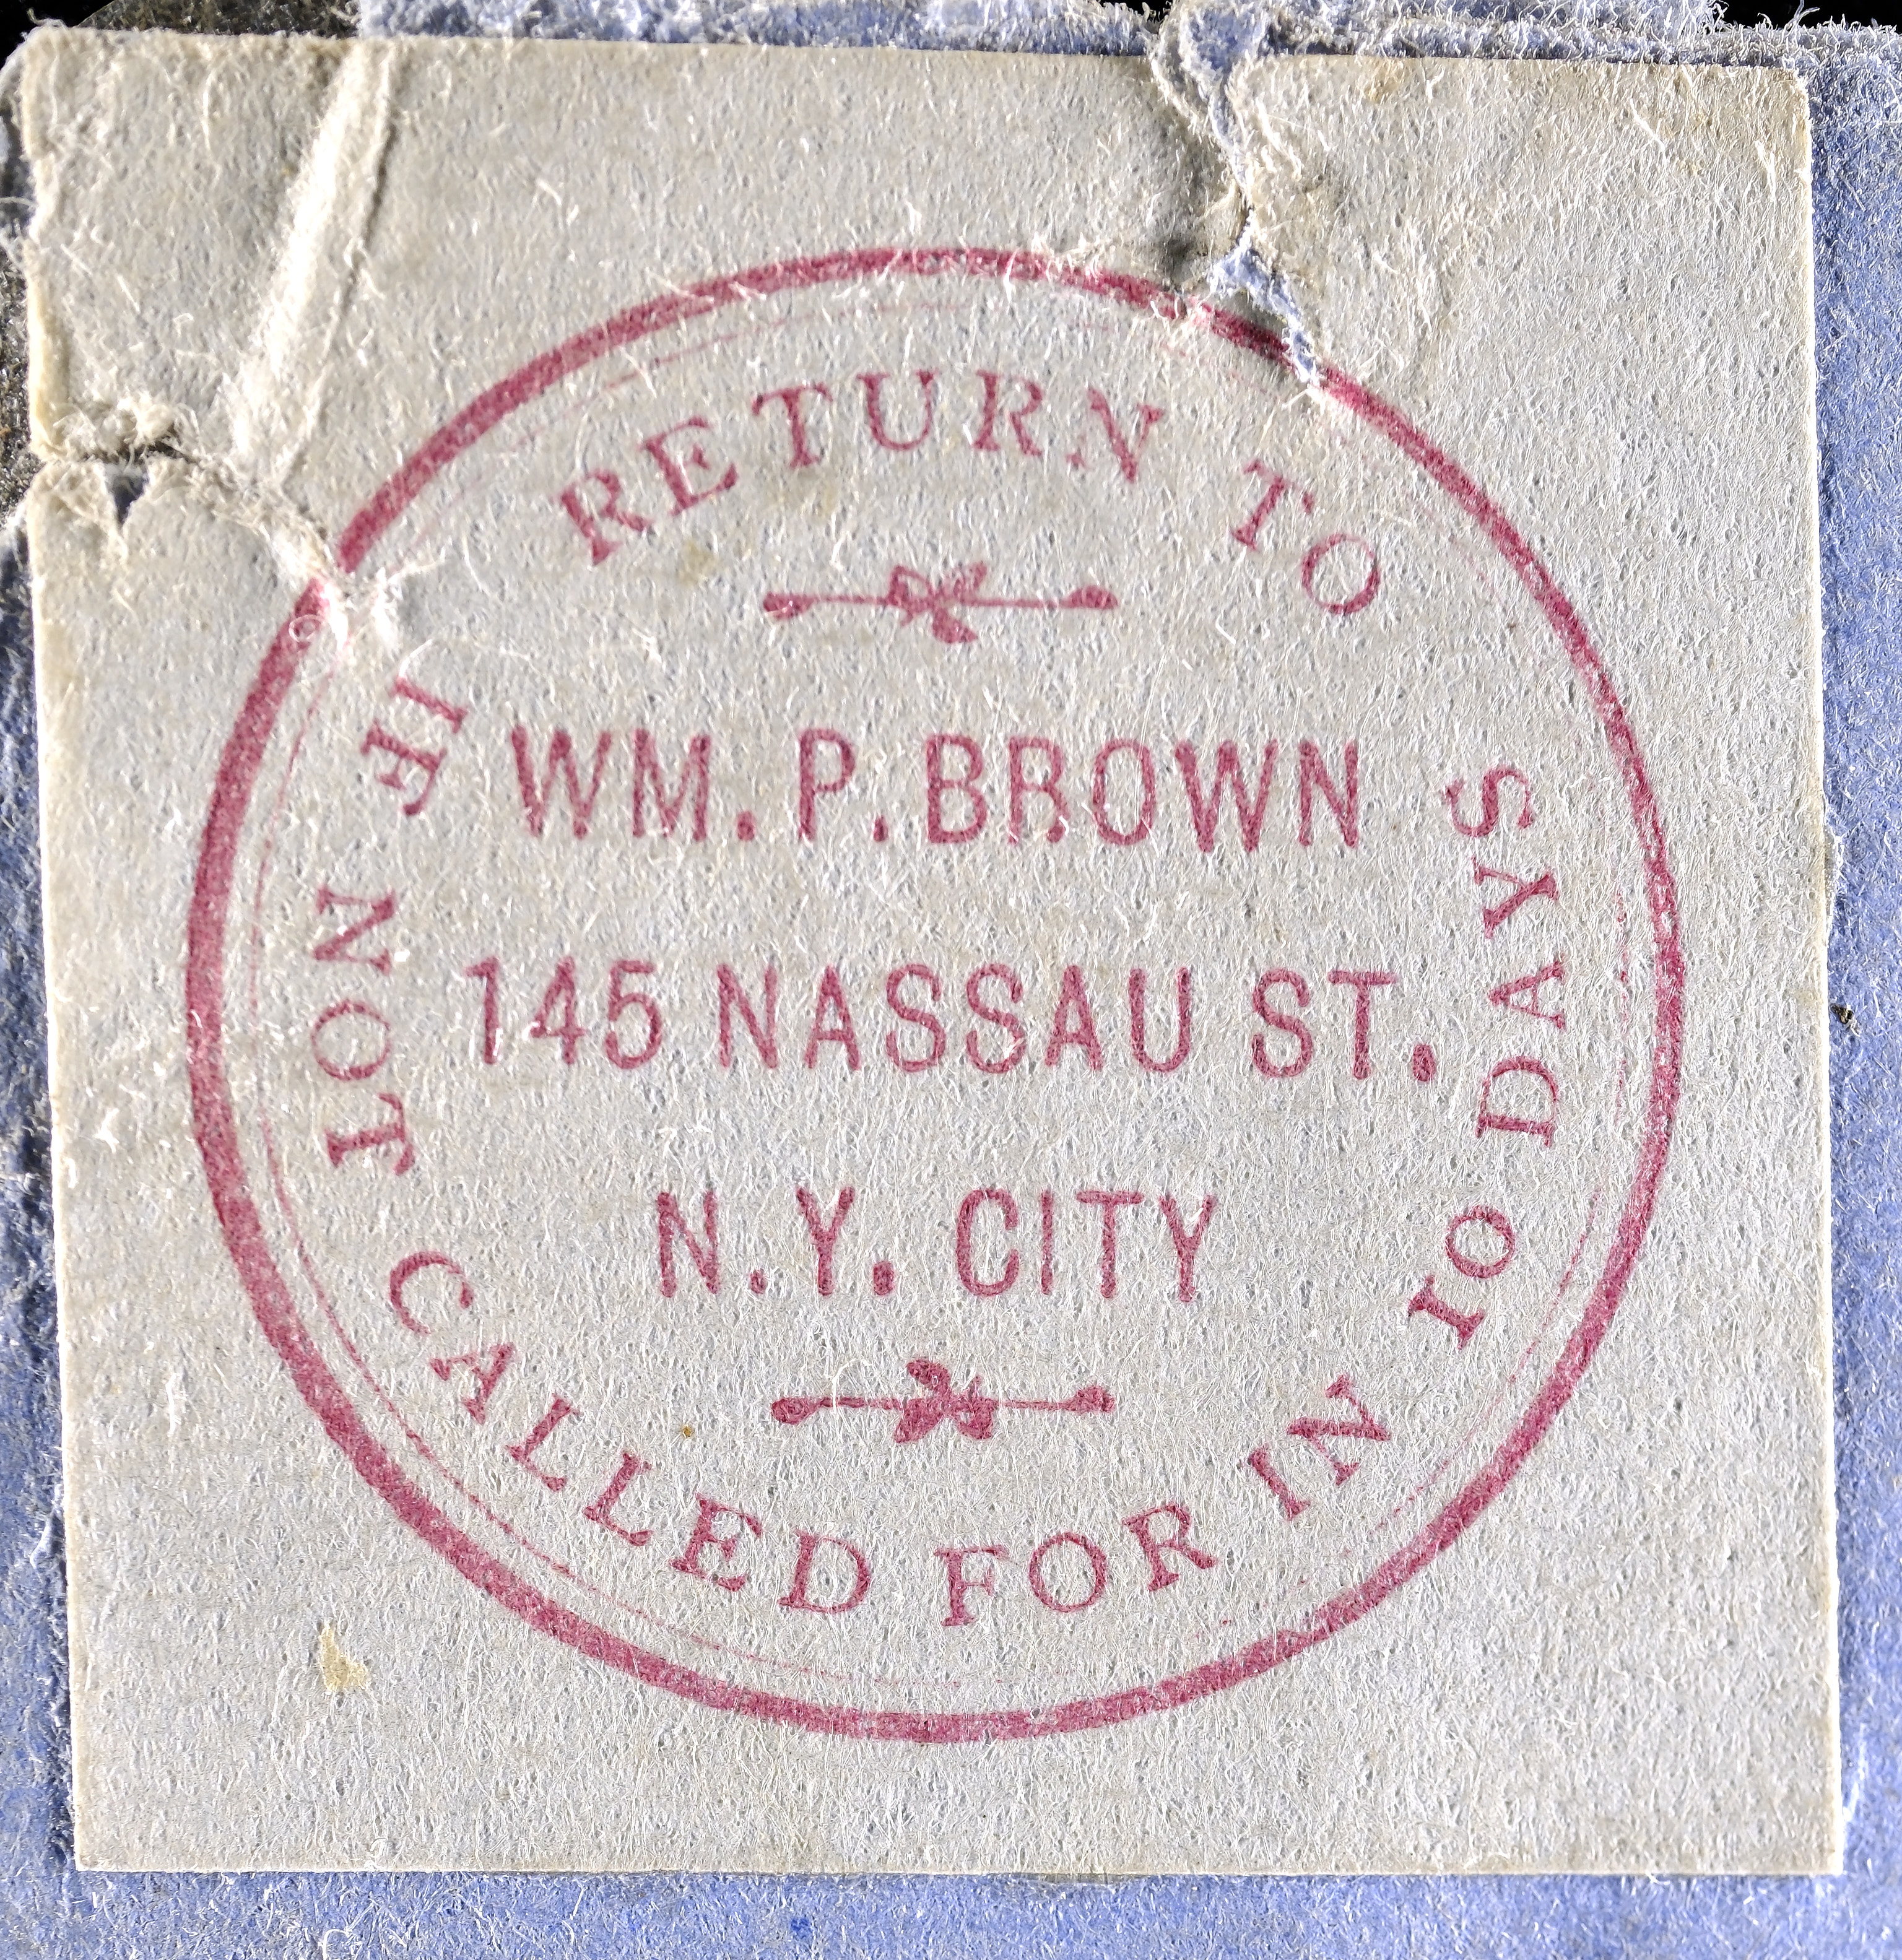 RETURN TO
WM. P. BROWN
145 NASSAU ST.
N.Y. CITY
IF NOT CALLED FOR IN 10 DAYS